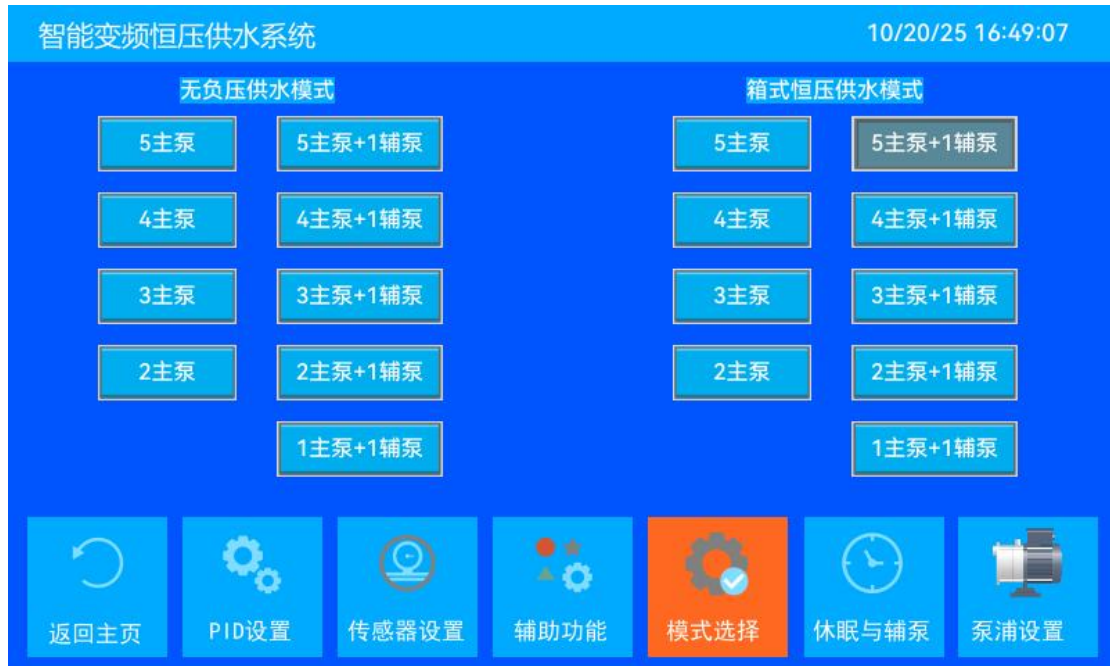 智能变频恒压供水系统 10/20/25 16:49:07
无负压供水模式 箱式恒压供水模式
5主泵 5主泵+1辅泵 5主泵 5主泵+1辅泵
4主泵 4主泵+1辅泵 4主泵 4主泵+1辅泵
3主泵 3主泵+1辅泵 3主泵 3主泵+1辅泵
2主泵 2主泵+1辅泵 2主泵 2主泵+1辅泵
1主泵+1辅泵 1主泵+1辅泵
返回主页 PID设置 传感器设置 辅助功能 模式选择 休眠与辅泵 泵浦设置